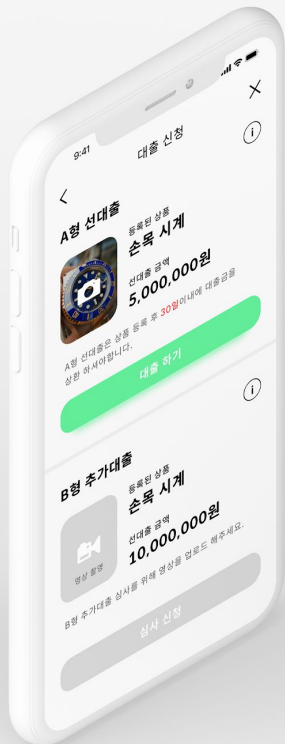 9:41
대출 신청
A형 선대출
등록된 상품
손목 시계
선대출 금액
5,000,000원
A형 선대출은 상품 등록 후 30일이내에 대출금을
상환 하셔야합니다.
대출 하기
B형 추가대출
등록된 상품
손목 시계
선대출 금액
10,000,000원
영상 촬영
B형 추가대출 심사를 위해 영상을 업로드 해주세요.
심사 신청